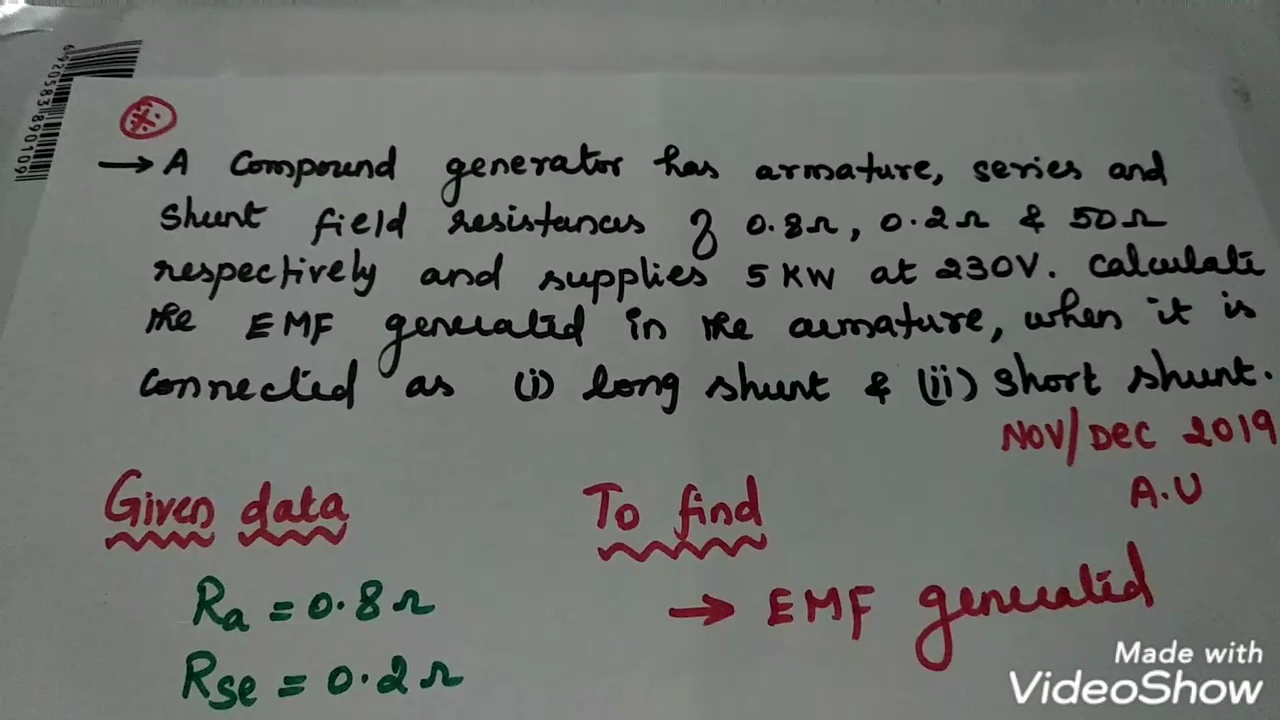 6920383890109
*
→ A Compound generator has armature, series and
Shunt field resistances of 0.8Ω, 0.2Ω & 50Ω
respectively and supplies 5 KW at 230V. Calculate
the EMF generated in the armature, when it is
connected as (i) long shunt & (ii) Short shunt.
NOV/Dec 2019
A.U
Given data
To find
Ra = 0.8Ω
→ EMF generated
Rse = 0.2Ω
Made with
VideoShow